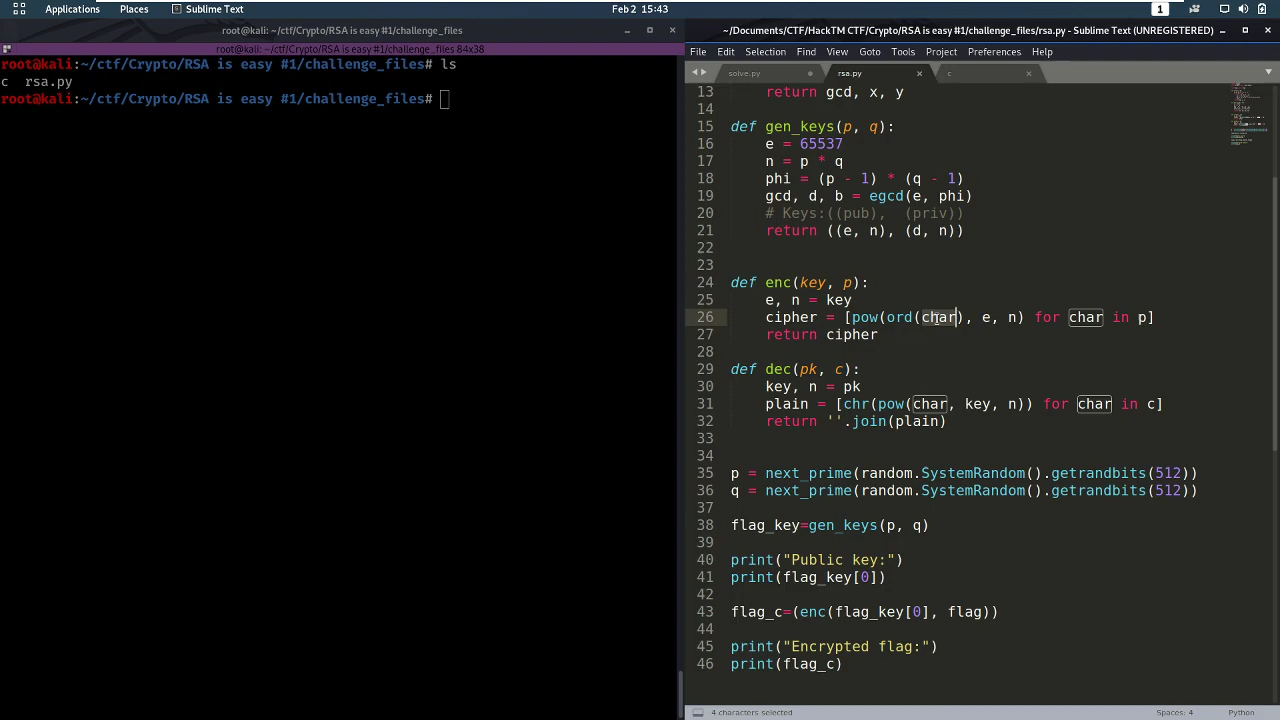 Applications Places Sublime Text Feb 2 15:43 1
root@kali: ~/ctf/Crypto/RSA is easy #1/challenge_files
root@kali: ~/ctf/Crypto/RSA is easy #1/challenge_files 84x38
root@kali:~/ctf/Crypto/RSA is easy #1/challenge_files# ls
c rsa.py
root@kali:~/ctf/Crypto/RSA is easy #1/challenge_files#
~/Documents/CTF/HackTM CTF/Crypto/RSA is easy #1/challenge_files/rsa.py - Sublime Text (UNREGISTERED)
File Edit Selection Find View Goto Tools Project Preferences Help
solve.py rsa.py c
13 return gcd, x, y
14
15 def gen_keys(p, q):
16 e = 65537
17 n = p * q
18 phi = (p - 1) * (q - 1)
19 gcd, d, b = egcd(e, phi)
20 # Keys:((pub), (priv))
21 return ((e, n), (d, n))
22
23
24 def enc(key, p):
25 e, n = key
26 cipher = [pow(ord(char), e, n) for char in p]
27 return cipher
28
29 def dec(pk, c):
30 key, n = pk
31 plain = [chr(pow(char, key, n)) for char in c]
32 return ''.join(plain)
33
34
35 p = next_prime(random.SystemRandom().getrandbits(512))
36 q = next_prime(random.SystemRandom().getrandbits(512))
37
38 flag_key=gen_keys(p, q)
39
40 print("Public key:")
41 print(flag_key[0])
42
43 flag_c=(enc(flag_key[0], flag))
44
45 print("Encrypted flag:")
46 print(flag_c)
4 characters selected Spaces: 4 Python